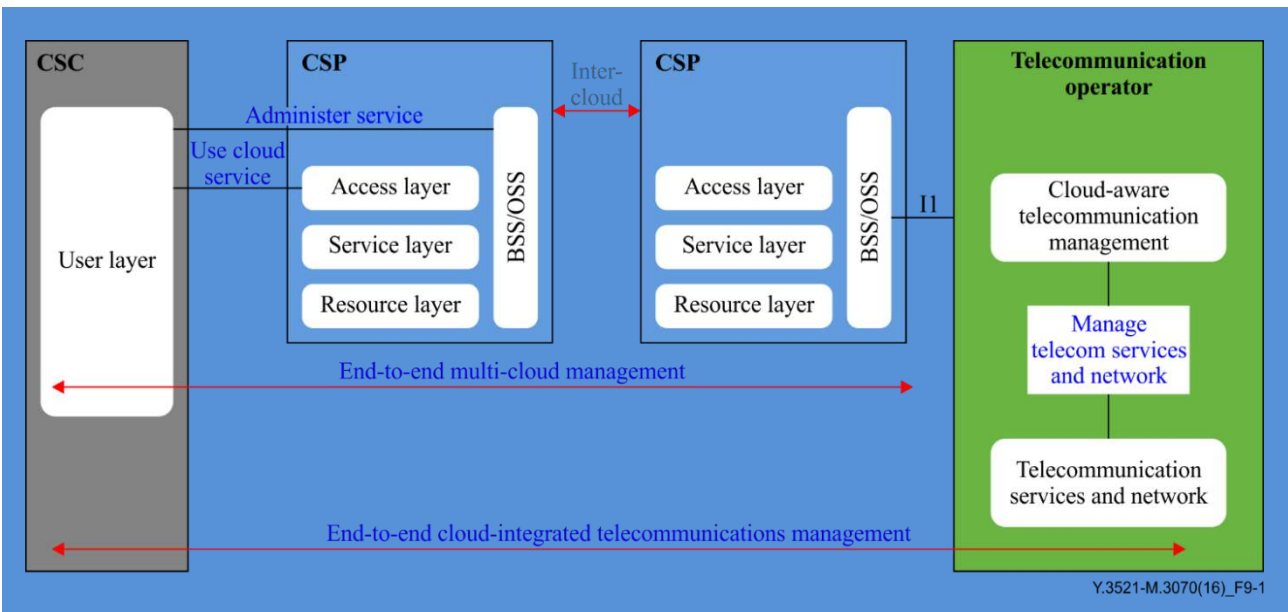 CSC
CSP
Inter-
cloud
CSP
Telecommunication
operator
Administer service
Use cloud
service
User layer
Access layer
Service layer
Resource layer
BSS/OSS
Access layer
Service layer
Resource layer
BSS/OSS
I1
Cloud-aware
telecommunication
management
Manage
telecom services
and network
Telecommunication
services and network
End-to-end multi-cloud management
End-to-end cloud-integrated telecommunications management
Y.3521-M.3070(16)_F9-1